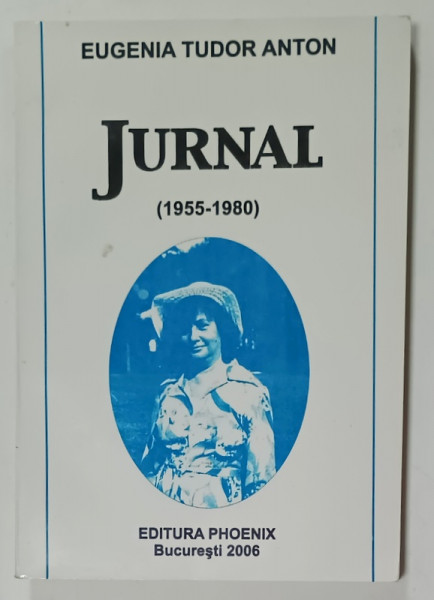 EUGENIA TUDOR ANTON
JURNAL
(1955-1980)
EDITURA PHOENIX
Bucureşti 2006